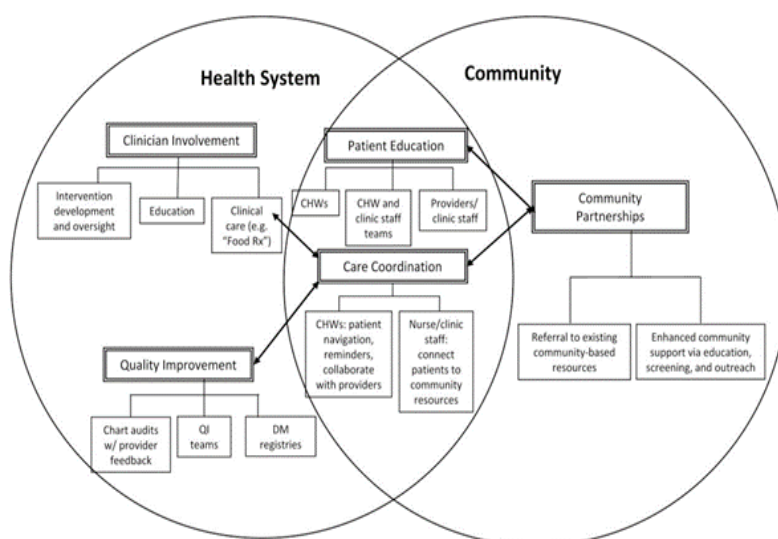 Health System
Community
Clinician Involvement
Intervention
development
and oversight
Education
Clinical
care (e.g.
"Food Rx")
Patient Education
CHWs
CHW and
clinic staff
teams
Providers/
clinic staff
Community
Partnerships
Care Coordination
CHWs: patient
navigation,
reminders,
collaborate
with providers
Nurse/clinic
staff:
connect
patients to
community
resources
Referral to existing
community-based
resources
Enhanced community
support via education,
screening, and outreach
Quality Improvement
Chart audits
w/ provider
feedback
QI
teams
DM
registries